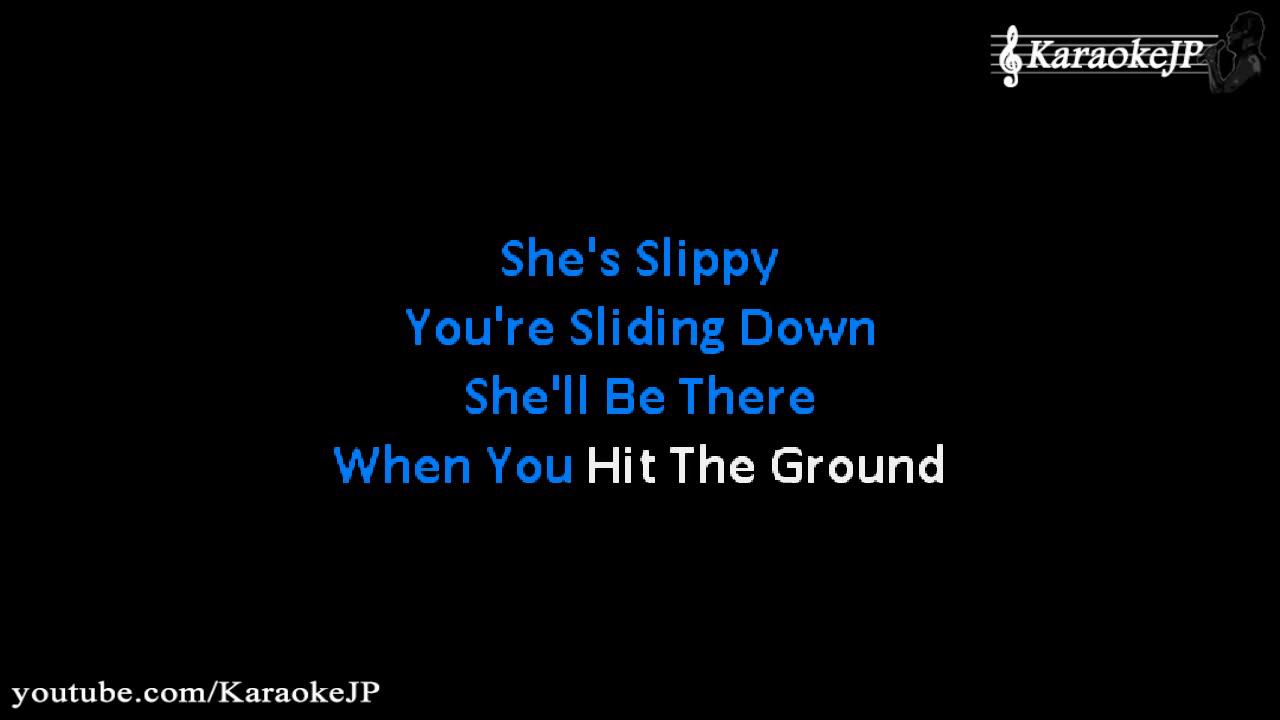 KaraokeJP
She's Slippy
You're Sliding Down
She'll Be There
When You Hit The Ground
youtube.com/KaraokeJP